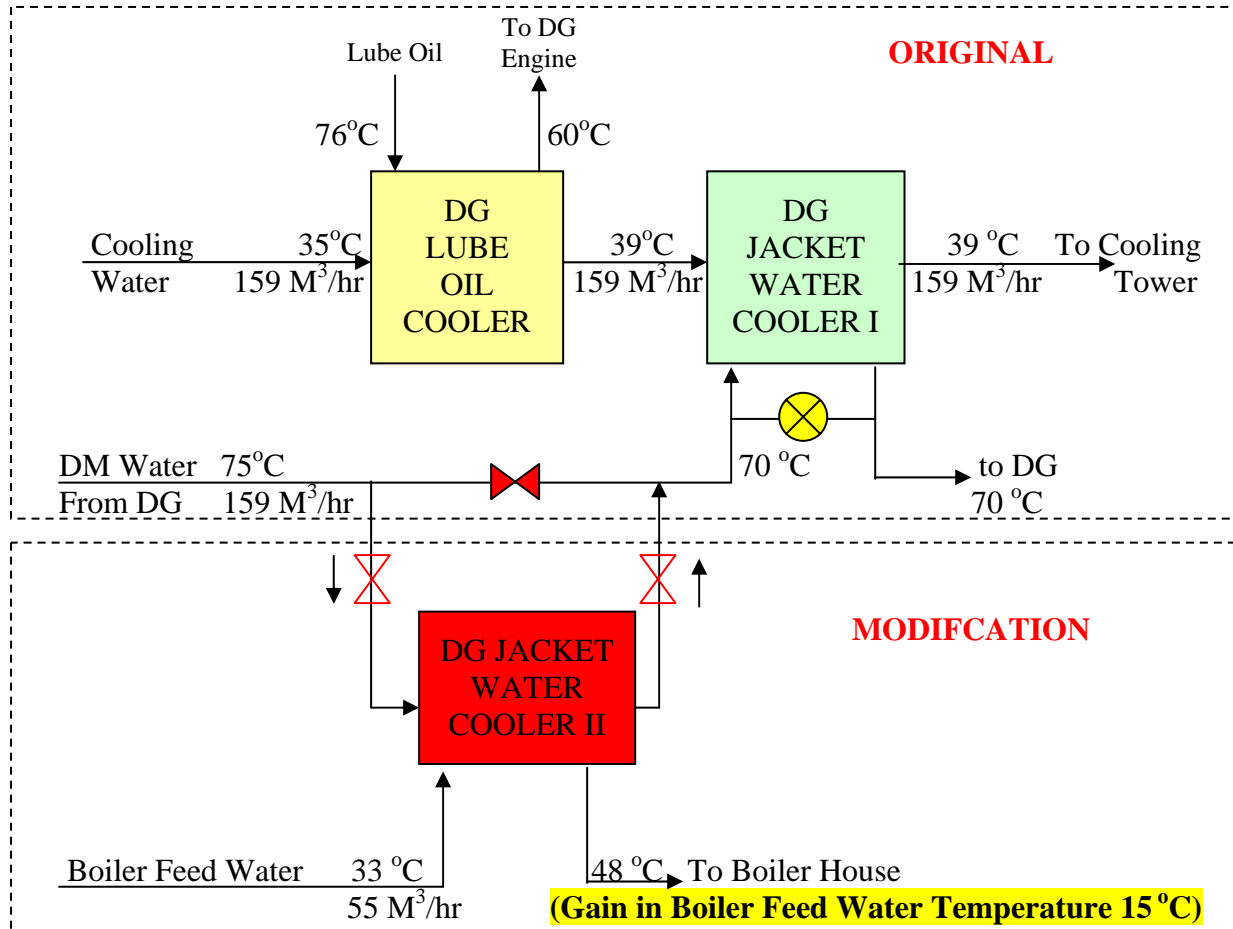 To DG
Engine
Lube Oil
ORIGINAL
76°C
60°C
DG
LUBE
OIL
COOLER
DG
JACKET
WATER
COOLER I
Cooling 35°C
Water 159 M³/hr
39°C
159 M³/hr
39 °C To Cooling
159 M³/hr Tower
DM Water 75°C
From DG 159 M³/hr
70 °C
to DG
70 °C
MODIFCATION
DG JACKET
WATER
COOLER II
Boiler Feed Water 33 °C
55 M³/hr
48 °C To Boiler House
(Gain in Boiler Feed Water Temperature 15 °C)